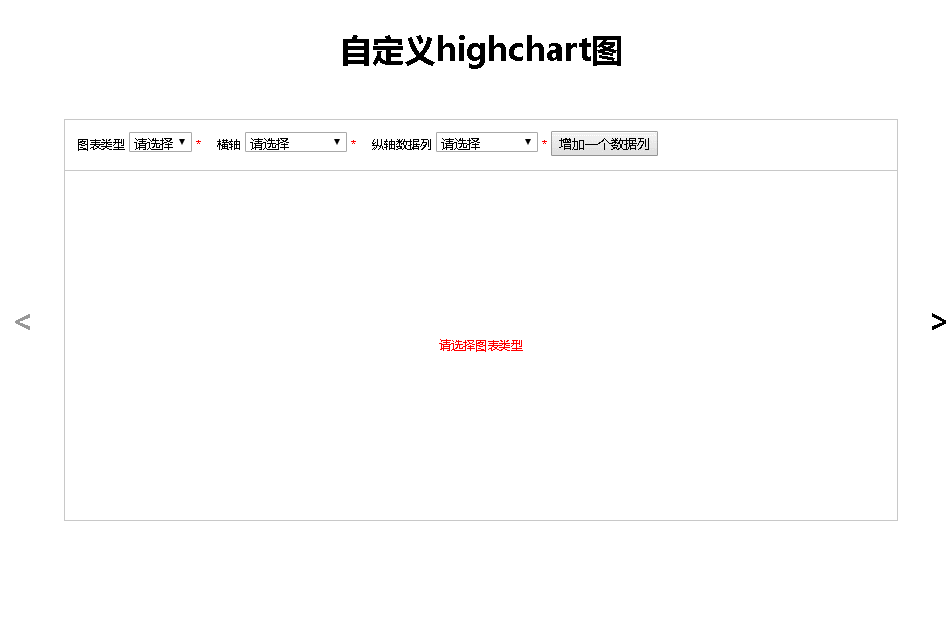 自定义highchart图
图表类型 请选择 * 横轴 请选择 * 纵轴数据列 请选择 * 增加一个数据列
< >
请选择图表类型